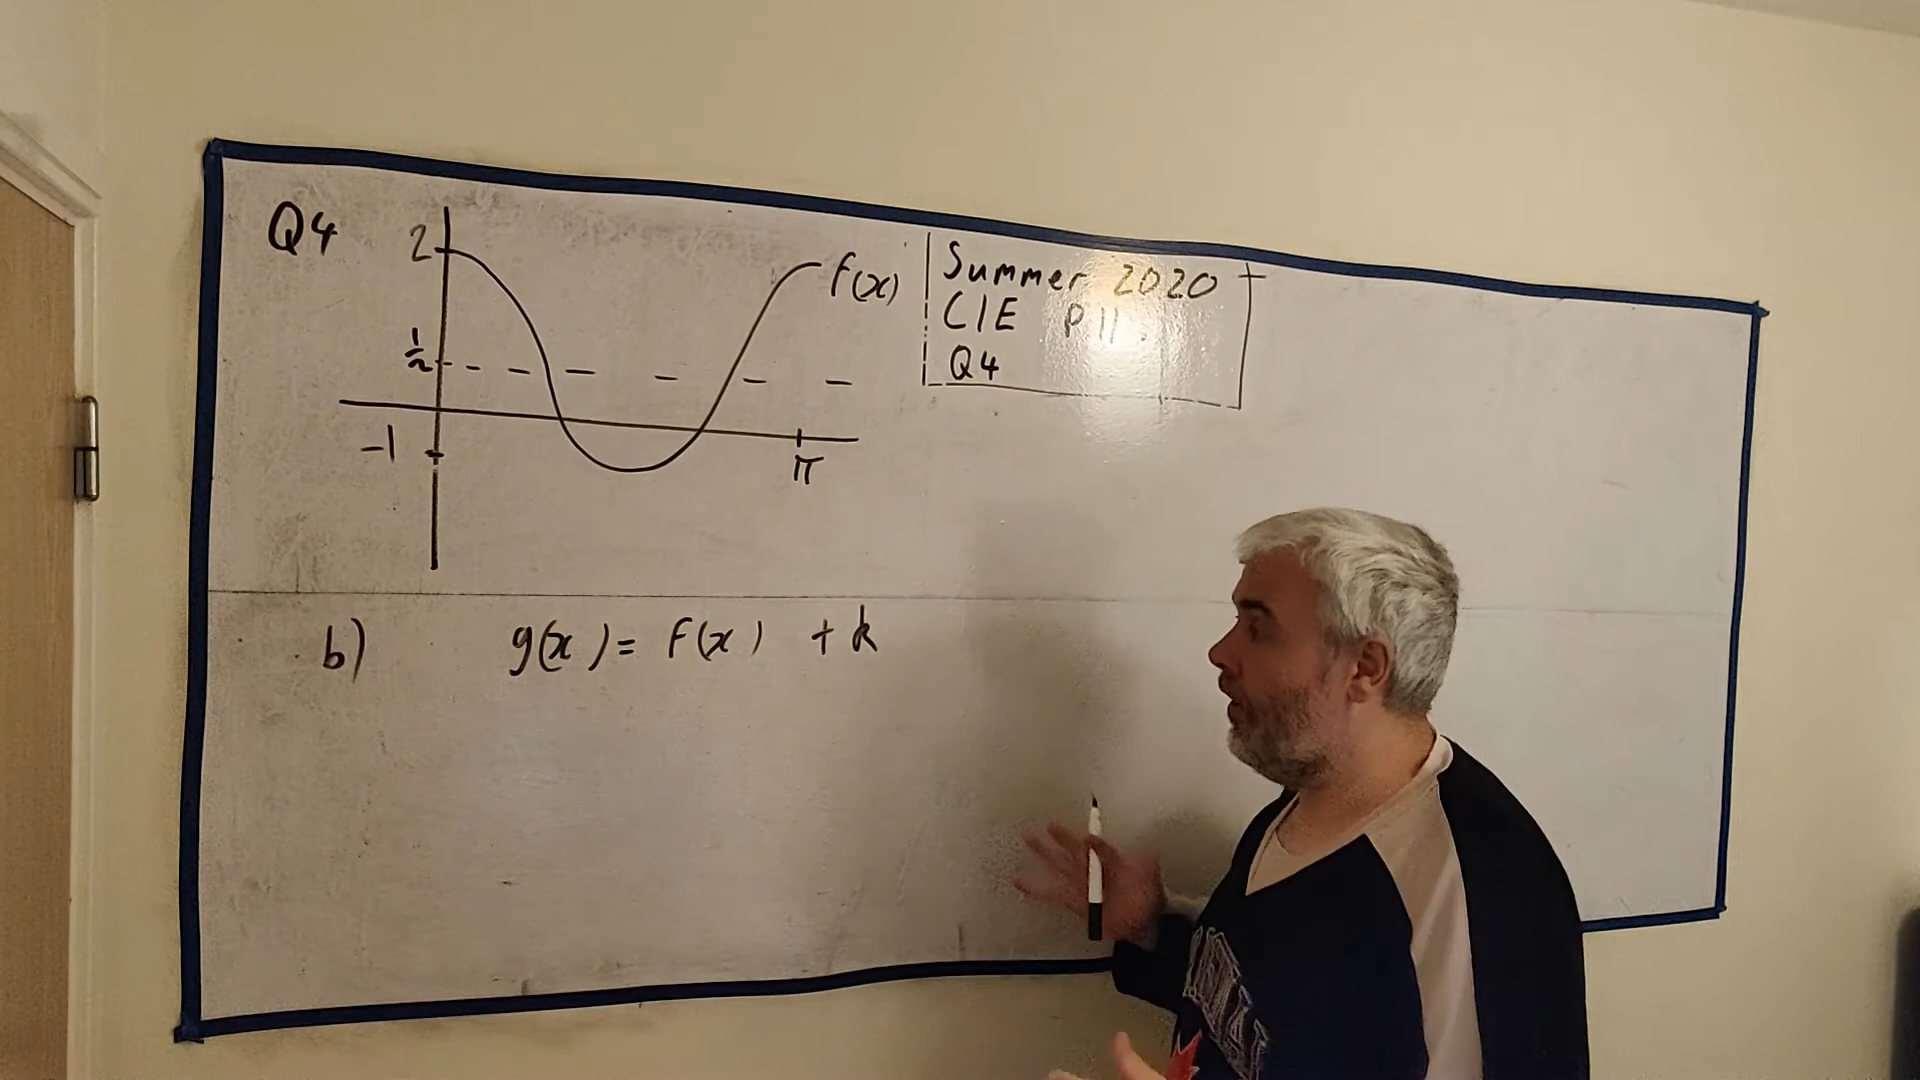 Q4
2
1/2
-1
π
f(x)
Summer 2020
CIE P11
Q4
b) g(x) = f(x) + k